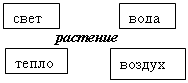 свет вода
растение
тепло воздух